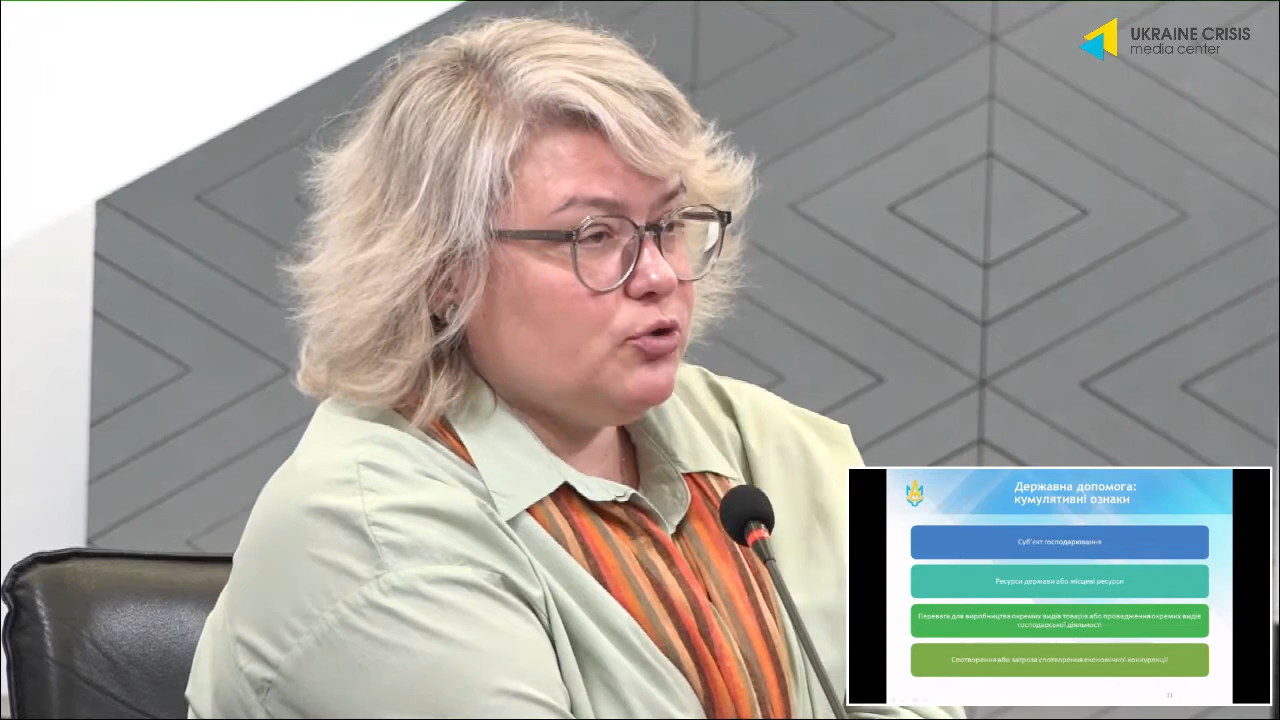 UKRAINE CRISIS
media center
Державна допомога:
кумулятивні ознаки
Суб'єкт господарювання
Ресурси держави або місцеві ресурси
Перевага для виробництва окремих видів товарів або провадження окремих видів
господарської діяльності
Спотворення або загроза спотворення економічної конкуренції
11